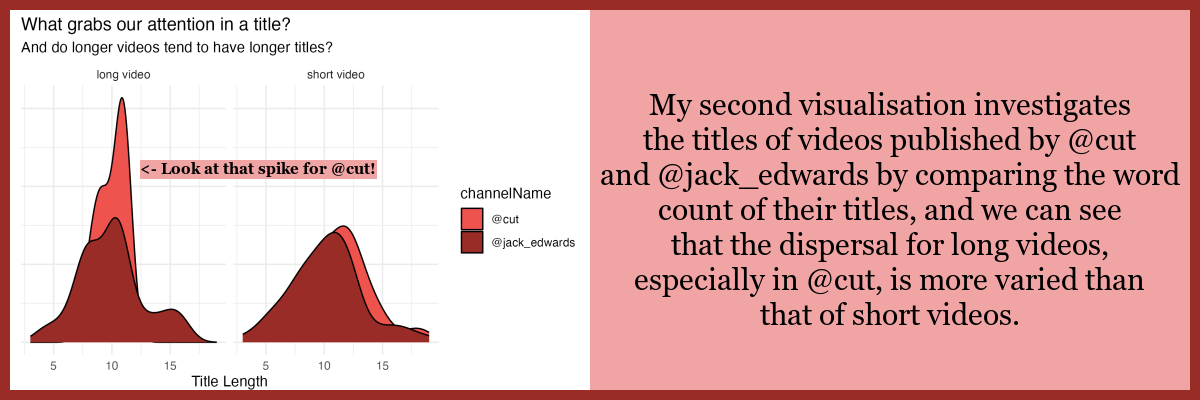 What grabs our attention in a title?
And do longer videos tend to have longer titles?
long video
short video
<- Look at that spike for @cut!
channelName
@cut
@jack_edwards
5
10
15
5
10
15
Title Length
My second visualisation investigates
the titles of videos published by @cut
and @jack_edwards by comparing the word
count of their titles, and we can see
that the dispersal for long videos,
especially in @cut, is more varied than
that of short videos.